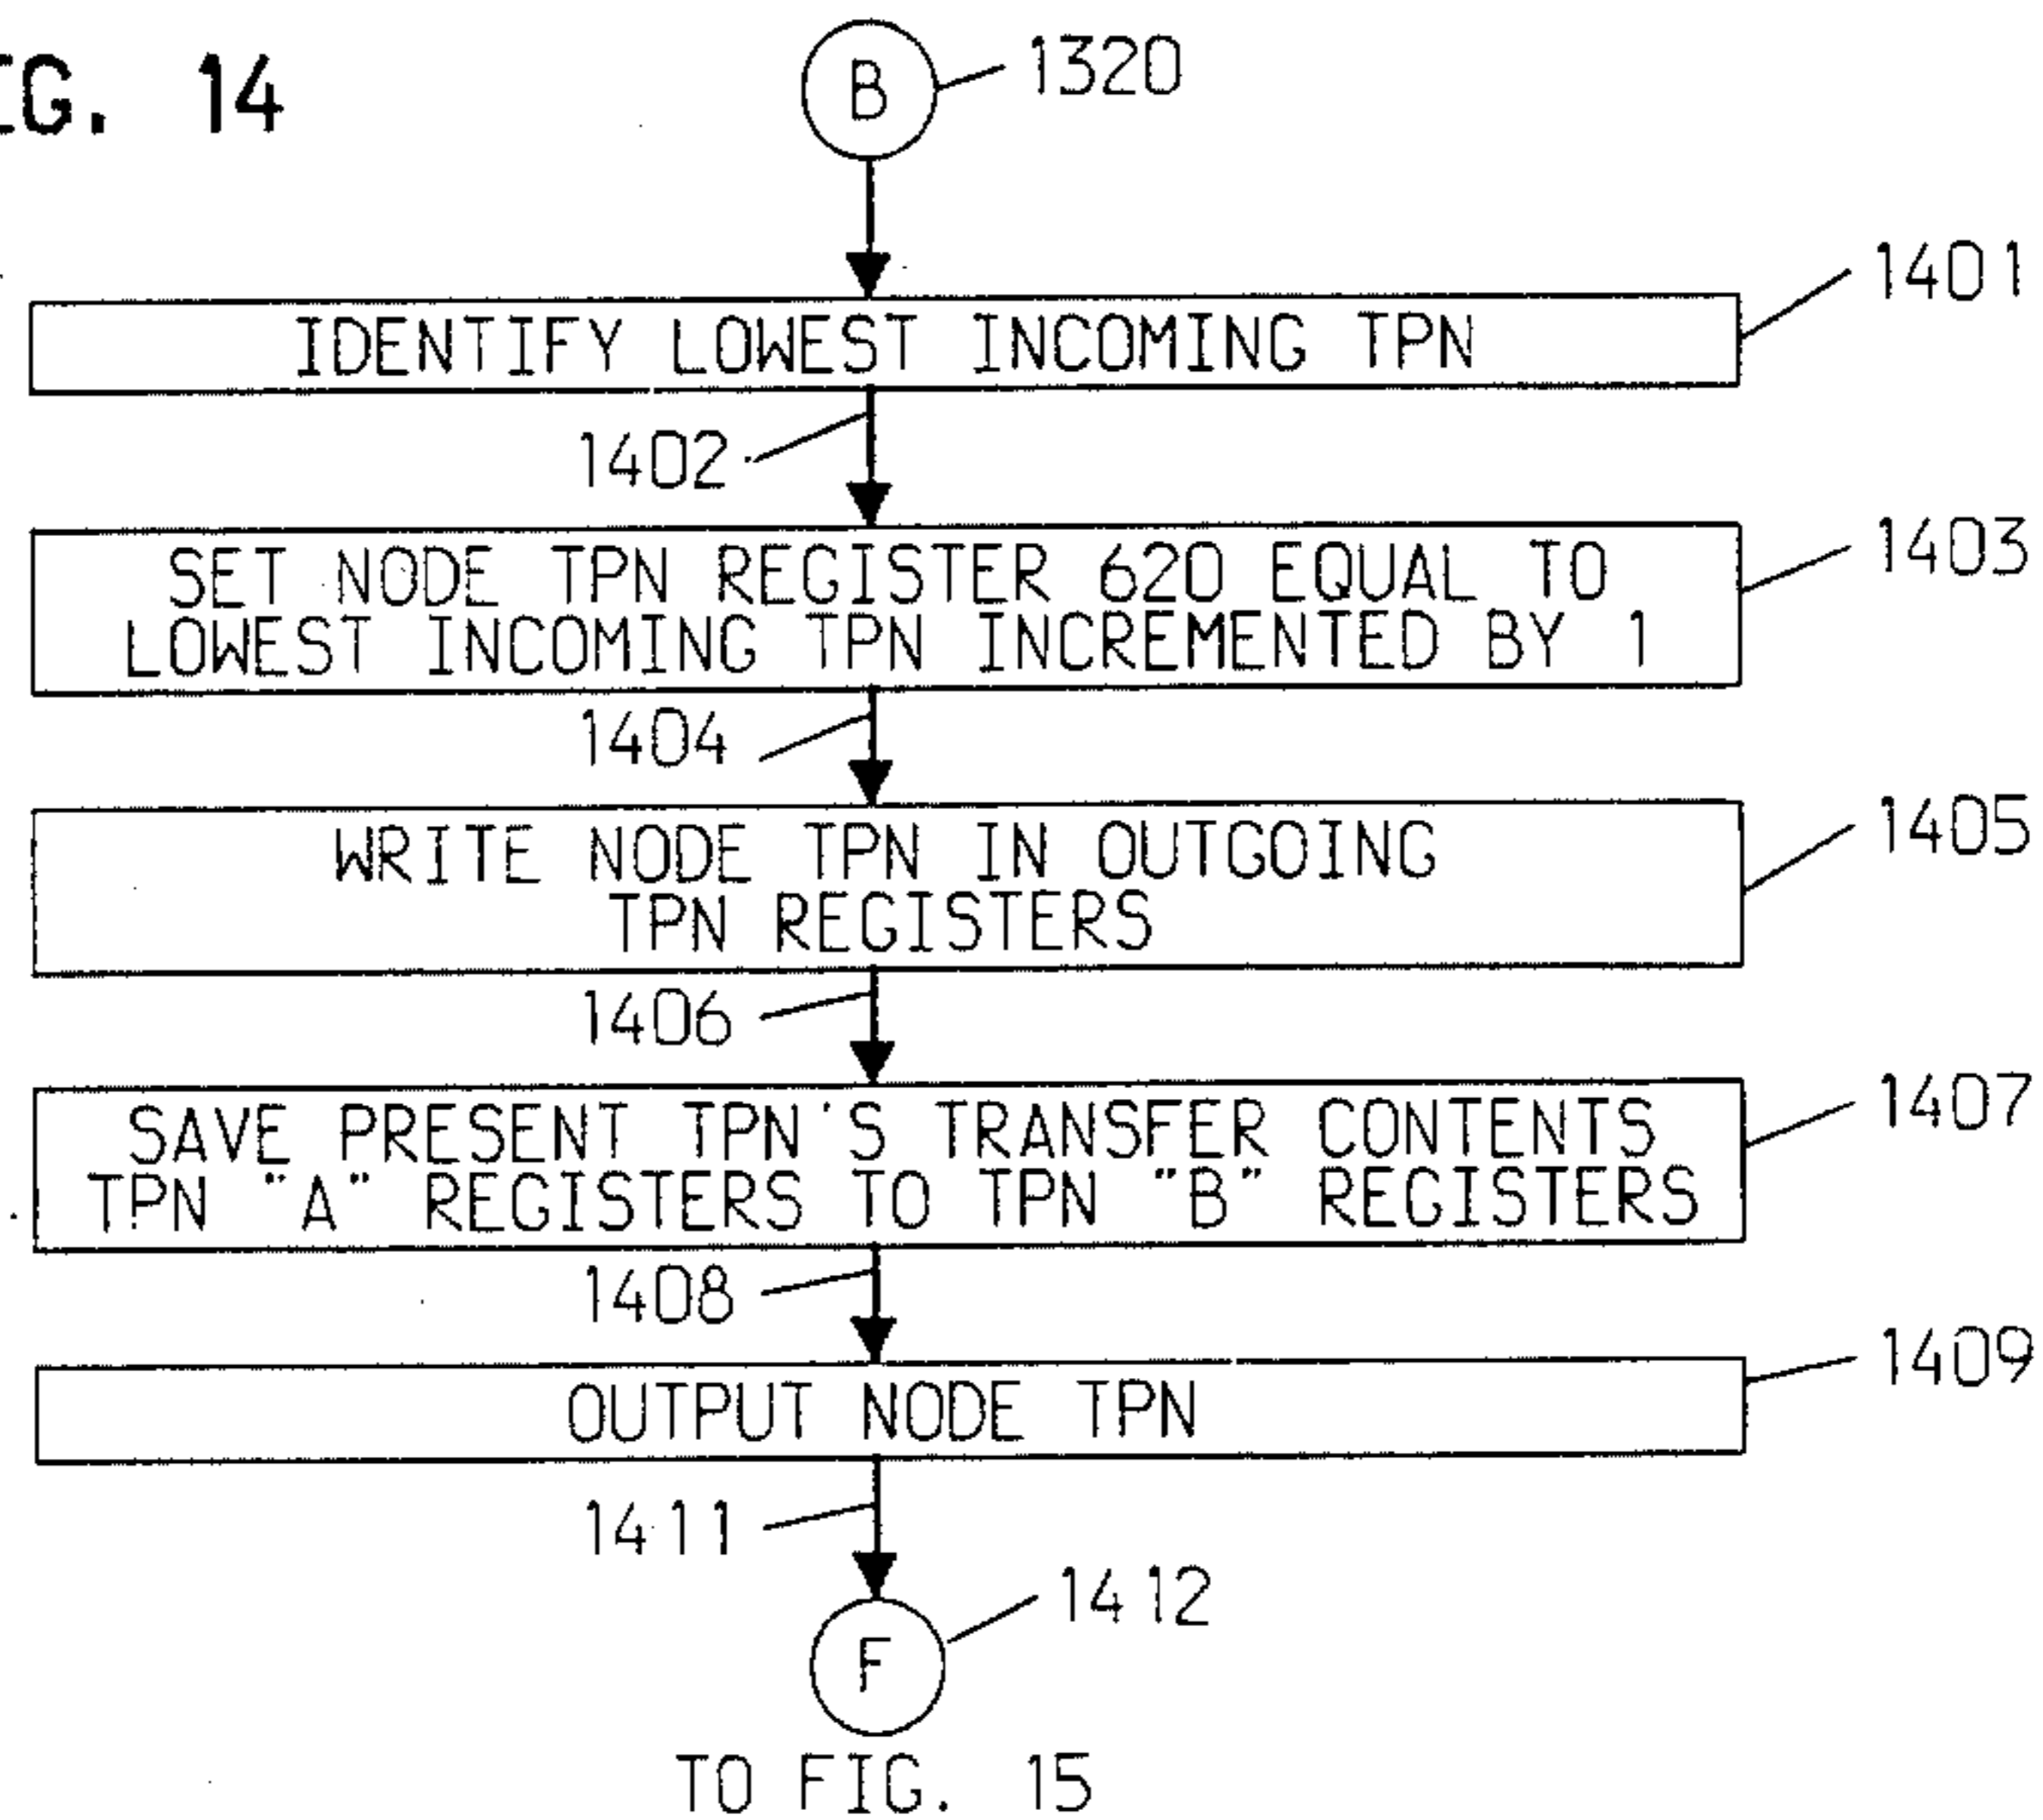 IG. 14
B
1320
1401
IDENTIFY LOWEST INCOMING TPN
1402
1403
SET NODE TPN REGISTER 620 EQUAL TO
LOWEST INCOMING TPN INCREMENTED BY 1
1404
1405
WRITE NODE TPN IN OUTGOING
TPN REGISTERS
1406
1407
SAVE PRESENT TPN'S TRANSFER CONTENTS
TPN "A" REGISTERS TO TPN "B" REGISTERS
1408
1409
OUTPUT NODE TPN
1411
1412
F
TO FIG. 15